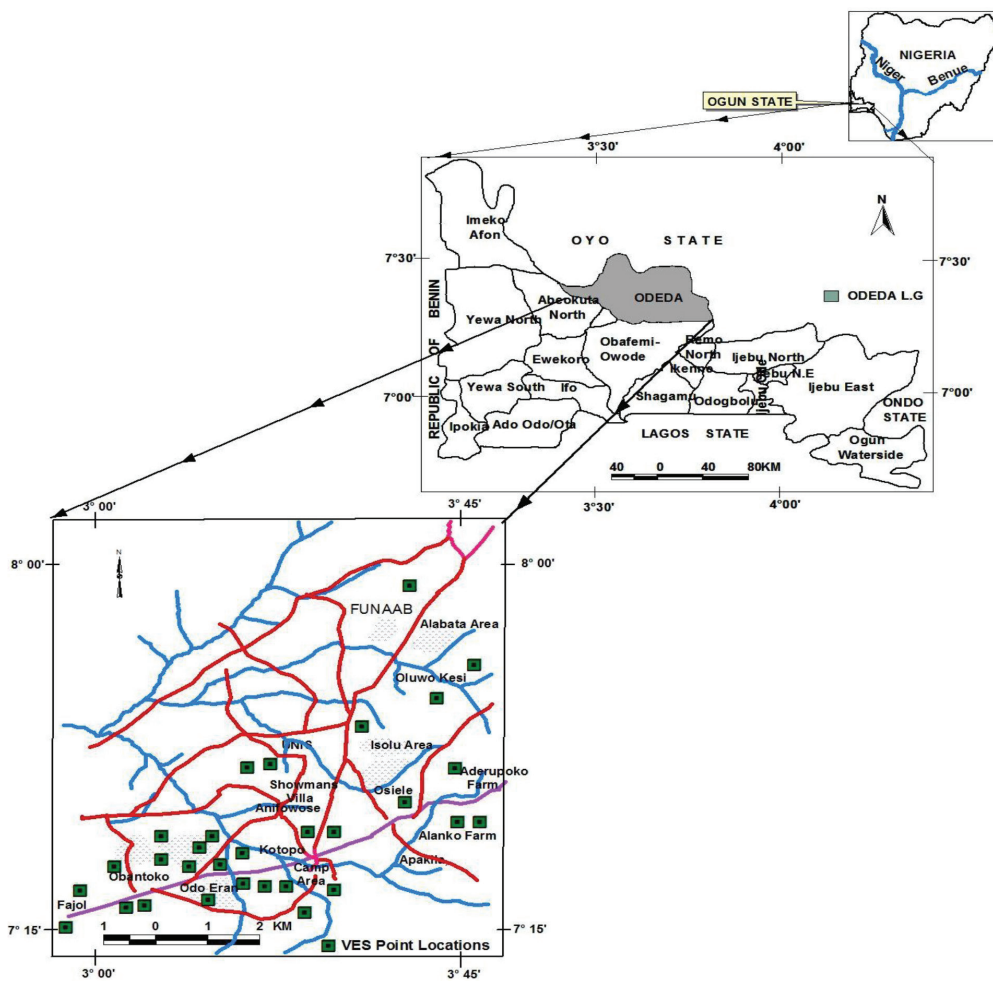 NIGERIA
Niger
Benue
OGUN STATE
3°30'
4°00'
N
Imeko
Afon
OYO STATE
7°30'
7°30'
ODEDA
ODEDA L.G
REPUBLIC OF BENIN
Abeokuta
North
Yewa North
Obafemi-
Owode
Remo
North
Ijebu North
Ewekoro
Ikenne
Ijebu N.E
Yewa South
Ifo
Ijebu East
7°00'
7°00'
Shagamu
Odogbolu
Ijebu Ode
ONDO
STATE
Ipokia
Ado Odo/Ota
LAGOS STATE
Ogun
Waterside
40 0 40 80KM
3°30'
4°00'
3° 00'
3° 45'
N
8° 00'
8° 00'
FUNAAB
Alabata Area
Oluwo Kesi
UNIS
Isolu Area
Aderupoko
Farm
Showmans
Villa
Osiele
Anifowose
Alanko Farm
Kotopo
Apakila
Camp
Area
Obantoko
Odo Eran
Fajol
7° 15'
1 0 1 2 KM
7° 15'
VES Point Locations
3° 00'
3° 45'